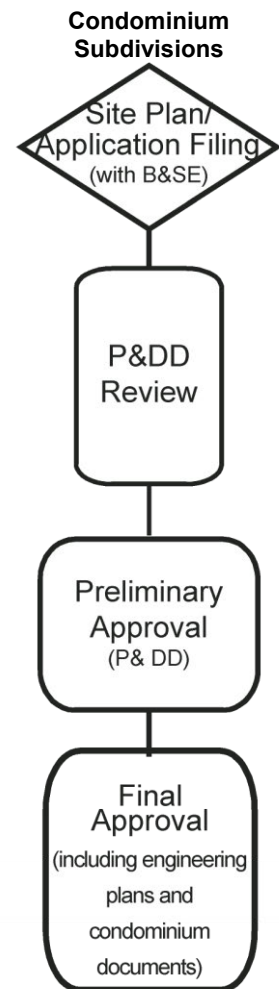 Condominium
Subdivisions
Site Plan/
Application Filing
(with B&SE)
P&DD
Review
Preliminary
Approval
(P& DD)
Final
Approval
(including engineering
plans and
condominium
documents)